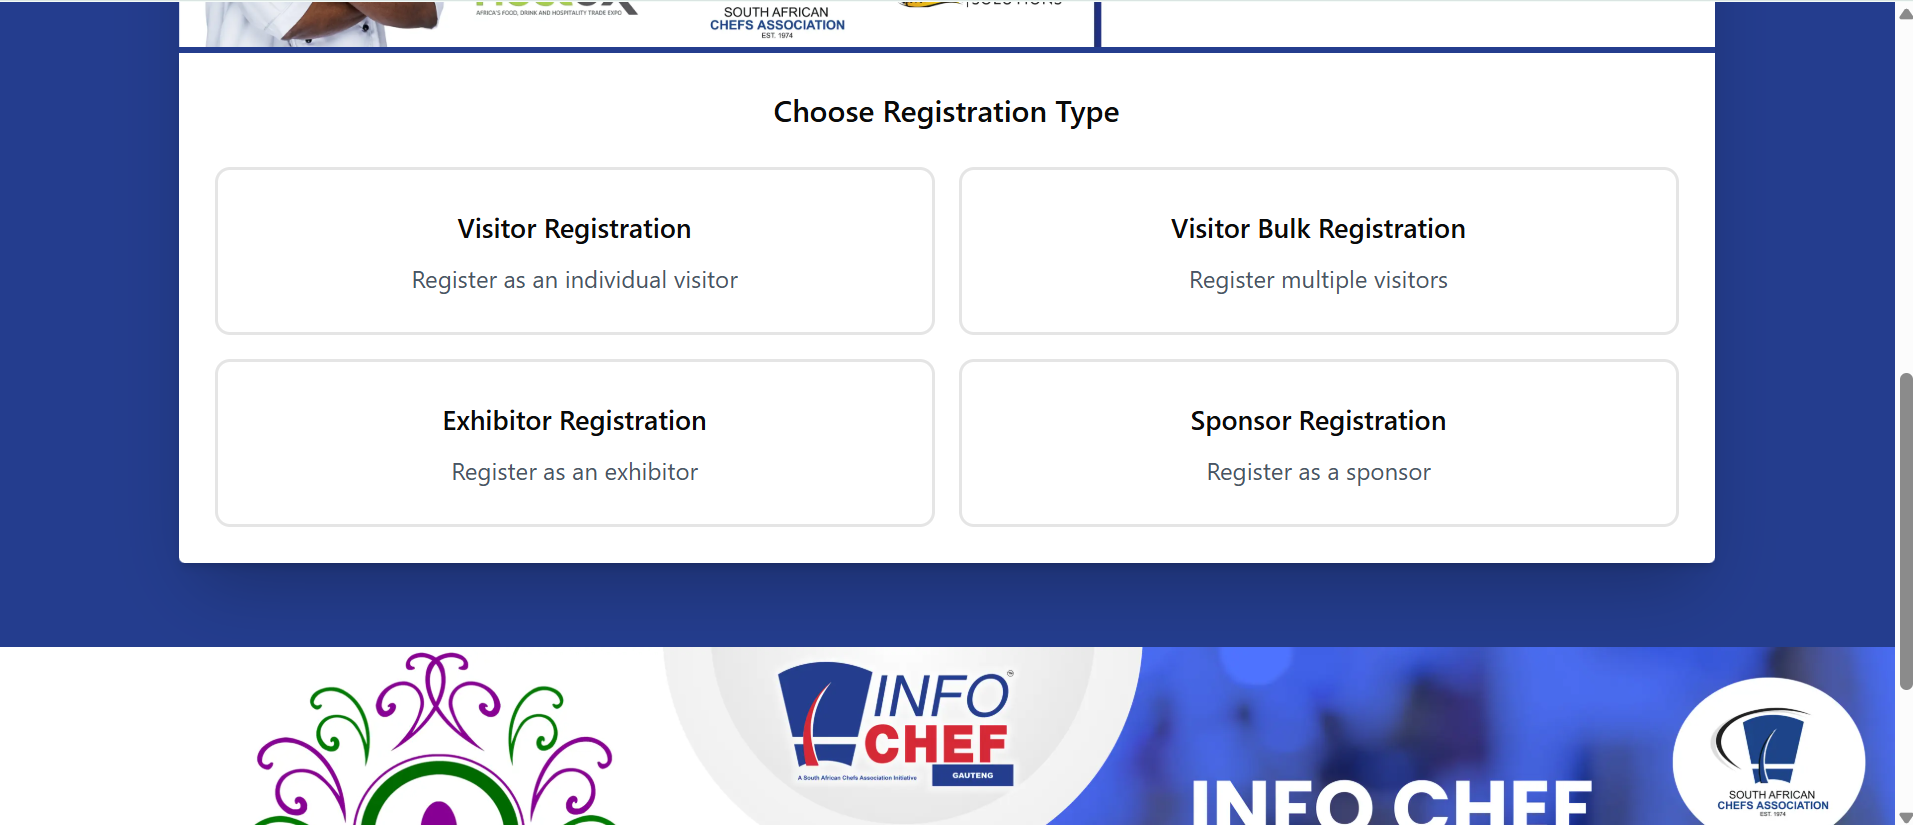 AFRICA'S FOOD, DRINK AND HOSPITALITY TRADE EXPO
SOUTH AFRICAN
CHEFS ASSOCIATION
EST. 1974
SOLUTIONS
Choose Registration Type
Visitor Registration
Register as an individual visitor
Visitor Bulk Registration
Register multiple visitors
Exhibitor Registration
Register as an exhibitor
Sponsor Registration
Register as a sponsor
INFO
CHEF
A South African Chefs Association Initiative
GAUTENG
INFO CHEF
SOUTH AFRICAN
CHEFS ASSOCIATION
EST. 1974